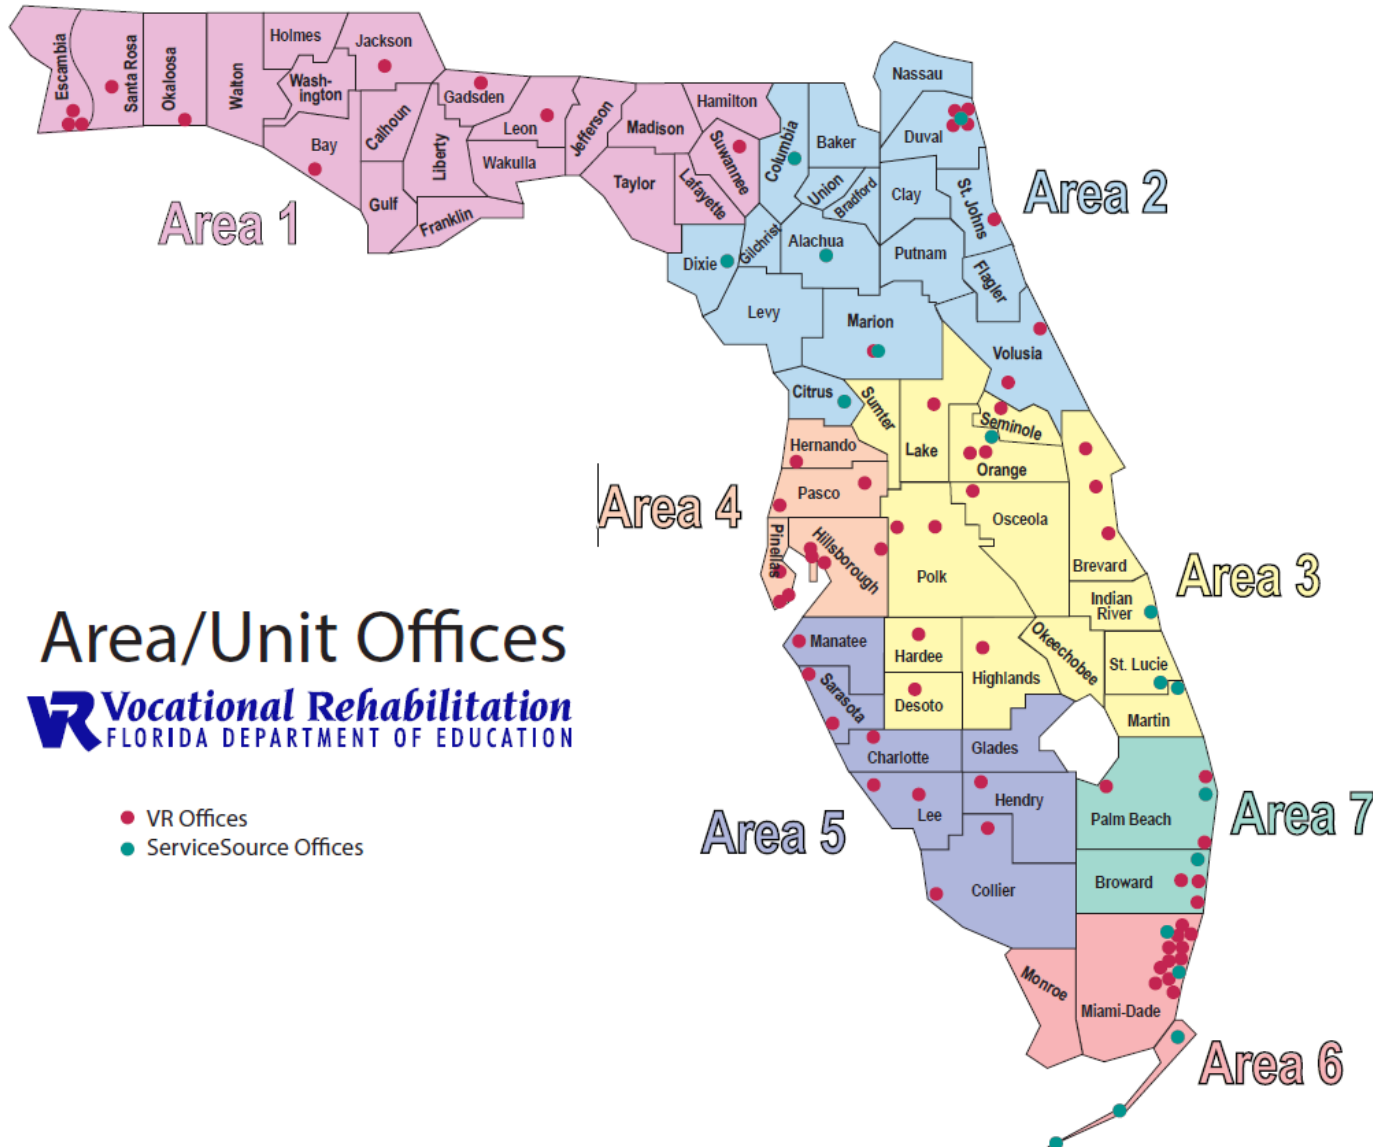 Holmes
Jackson
Escambia
Santa Rosa
Okaloosa
Walton
Wash-
ington
Gadsden
Hamilton
Nassau
Bay
Calhoun
Liberty
Leon
Jefferson
Madison
Suwannee
Columbia
Baker
Duval
Wakulla
Taylor
Lafayette
Union
Bradford
Clay
St. Johns
Area 2
Gulf
Franklin
Area 1
Dixie
Gilchrist
Alachua
Putnam
Flagler
Levy
Marion
Volusia
Citrus
Sumter
Lake
Seminole
Hernando
Orange
Area 4
Pasco
Osceola
Pinellas
Hillsborough
Polk
Brevard
Area 3
Indian
River
Area/Unit Offices
Manatee
Hardee
Highlands
Okeechobee
St. Lucie
VR Vocational Rehabilitation
FLORIDA DEPARTMENT OF EDUCATION
Sarasota
Desoto
Martin
Charlotte
Glades
VR Offices
ServiceSource Offices
Area 5
Lee
Hendry
Palm Beach
Area 7
Collier
Broward
Monroe
Miami-Dade
Area 6